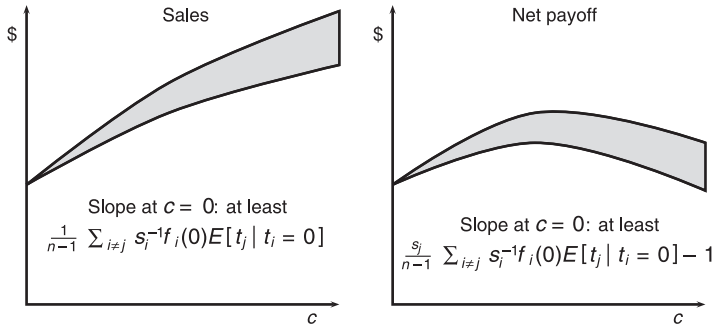 Sales
$
Slope at c = 0: at least
1/(n−1) ∑_{i≠j} s_i^{−1} f_i(0)E[t_j | t_i = 0]
c
Net payoff
$
Slope at c = 0: at least
s_j/(n−1) ∑_{i≠j} s_i^{−1} f_i(0)E[t_j | t_i = 0] − 1
c